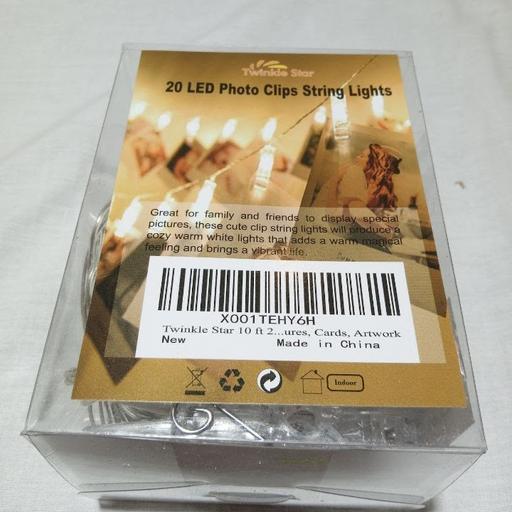 Twinkle Star
20 LED Photo Clips String Lights
Great for family and friends to display special
pictures, these cute clip string lights will produce a
cozy warm white lights that adds a warm magical
feeling and brings a vibrant life.
X001TEHY6H
Twinkle Star 10 ft 2...ures, Cards, Artwork
New Made in China
Indoor